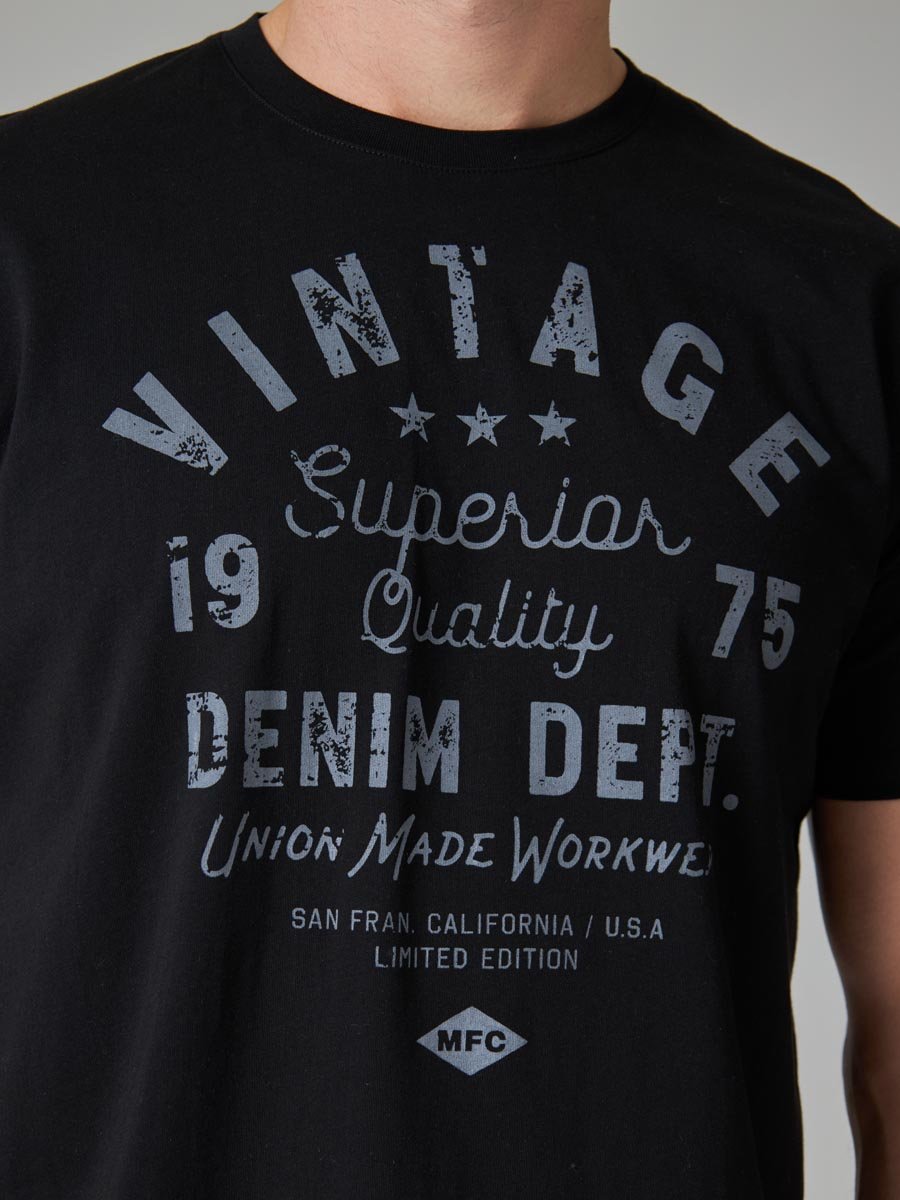 VINTAGE
Superior
19 Quality 75
DENIM DEPT.
UNION MADE
SAN FRAN. CALIFORNIA / U.S.A
LIMITED EDITION
MFC